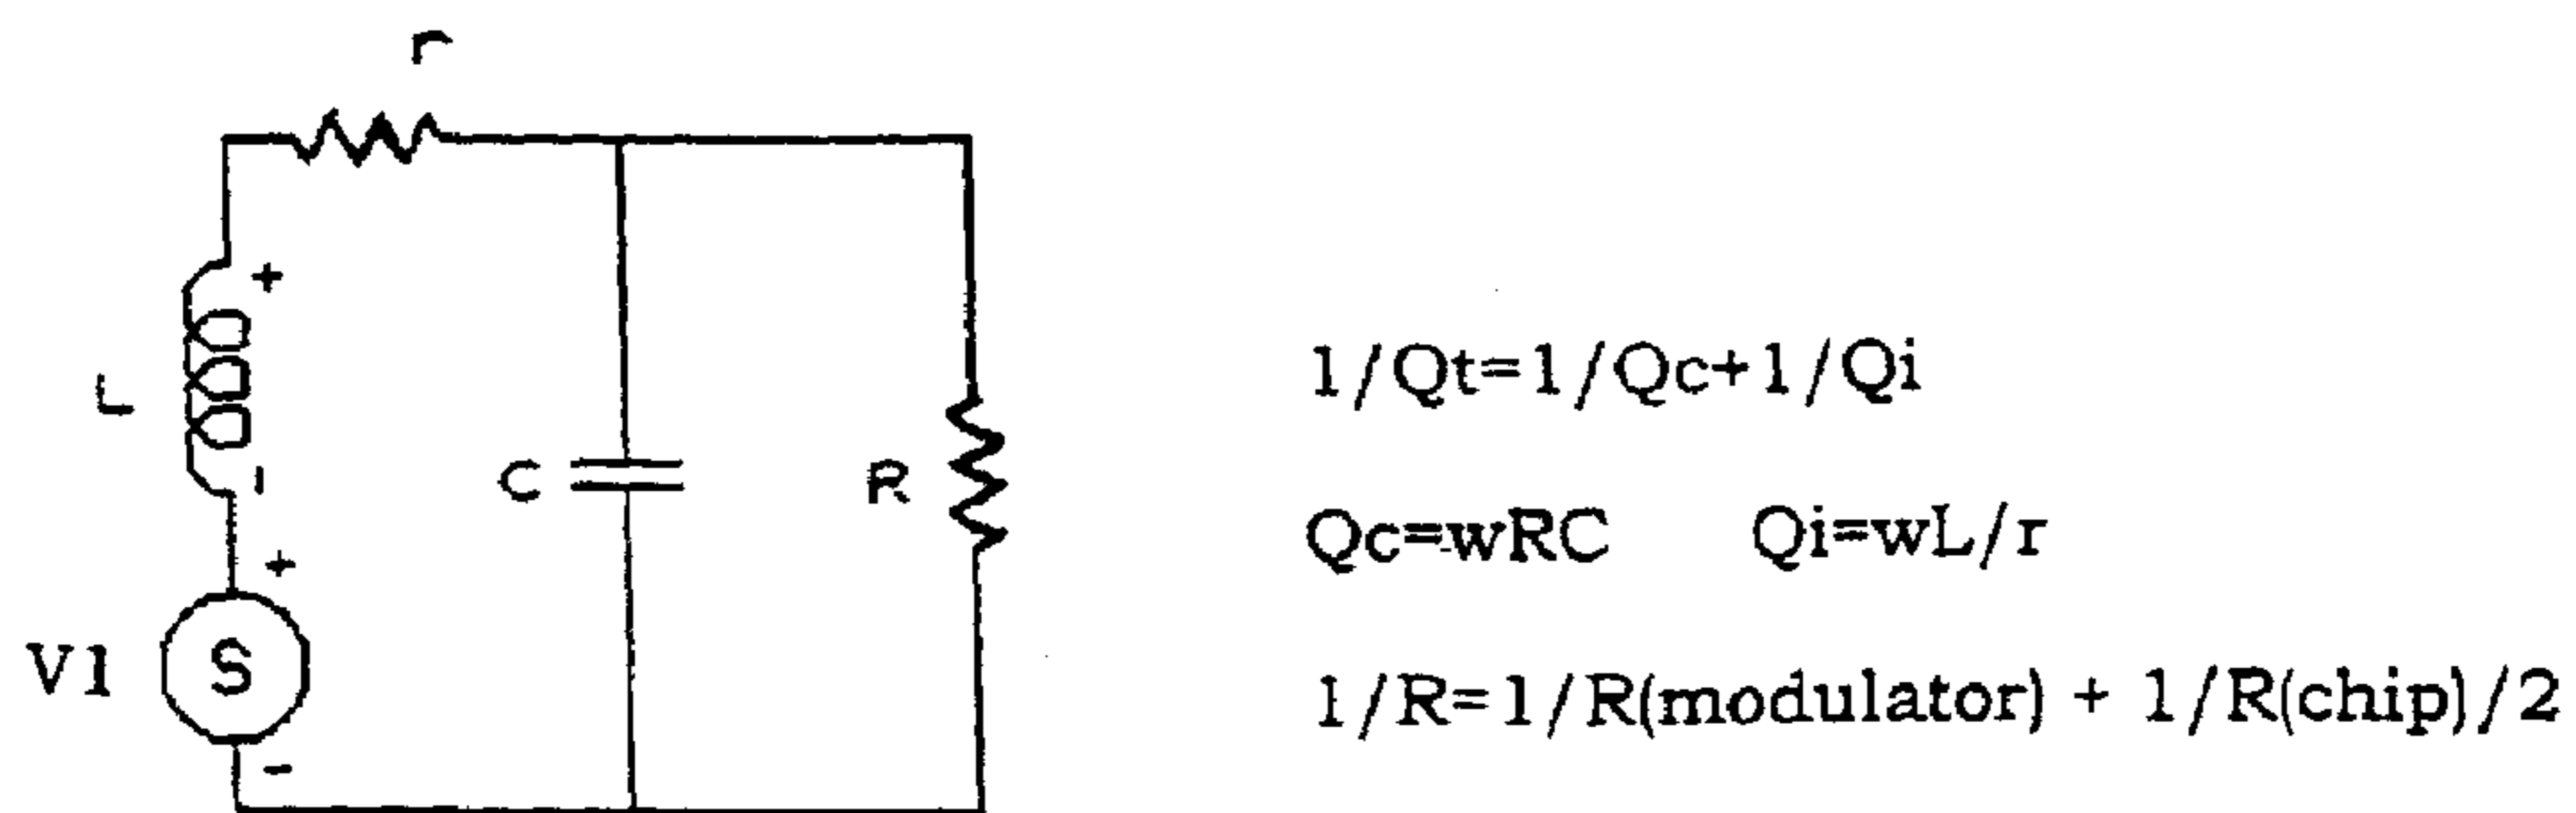 r
L
+
-
C
R
V1
+
S
-
1/Qt=1/Qc+1/Qi
Qc=wRC Qi=wL/r
1/R=1/R(modulator) + 1/R(chip)/2